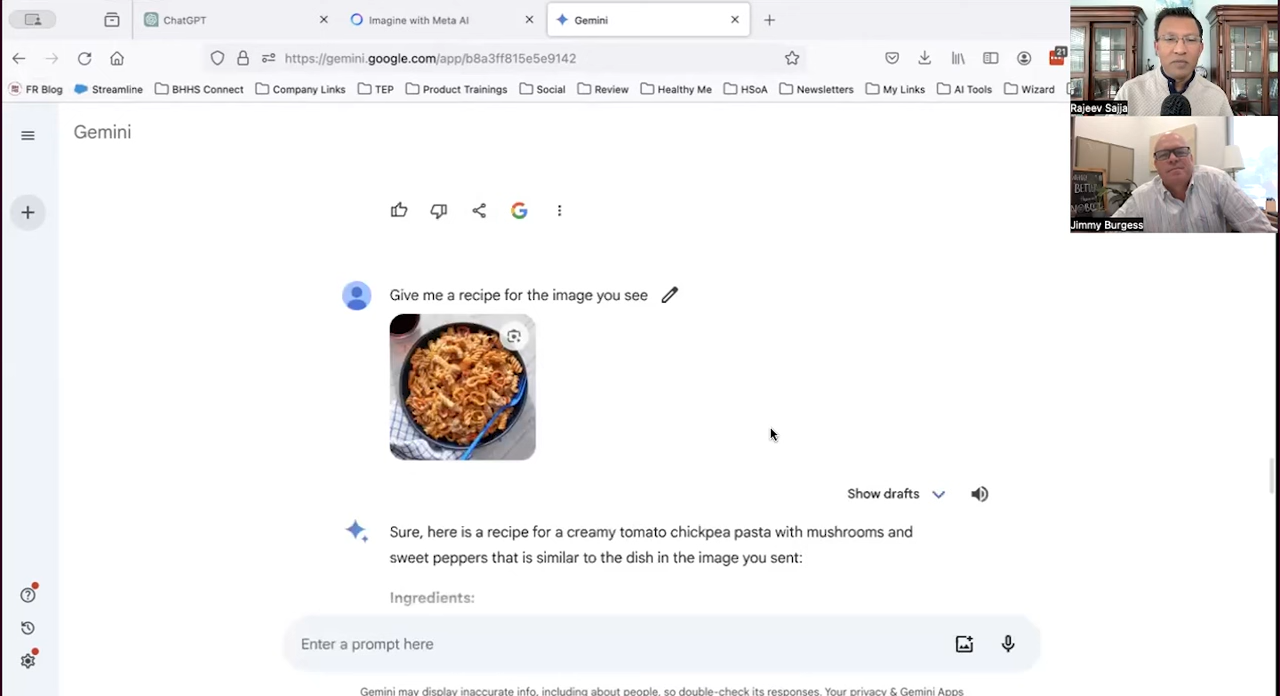 ChatGPT
Imagine with Meta AI
Gemini
https://gemini.google.com/app/b8a3ff815e5e9142
21
FR Blog
Streamline
BHHS Connect
Company Links
TEP
Product Trainings
Social
Review
Healthy Me
HSoA
Newsletters
My Links
AI Tools
Wizard
Rajeev Sajja
Jimmy Burgess
BETTER
Gemini
Give me a recipe for the image you see
Show drafts
Sure, here is a recipe for a creamy tomato chickpea pasta with mushrooms and
sweet peppers that is similar to the dish in the image you sent:
Ingredients:
Enter a prompt here
Gemini may display inaccurate info, including about people, so double-check its responses. Your privacy & Gemini Apps